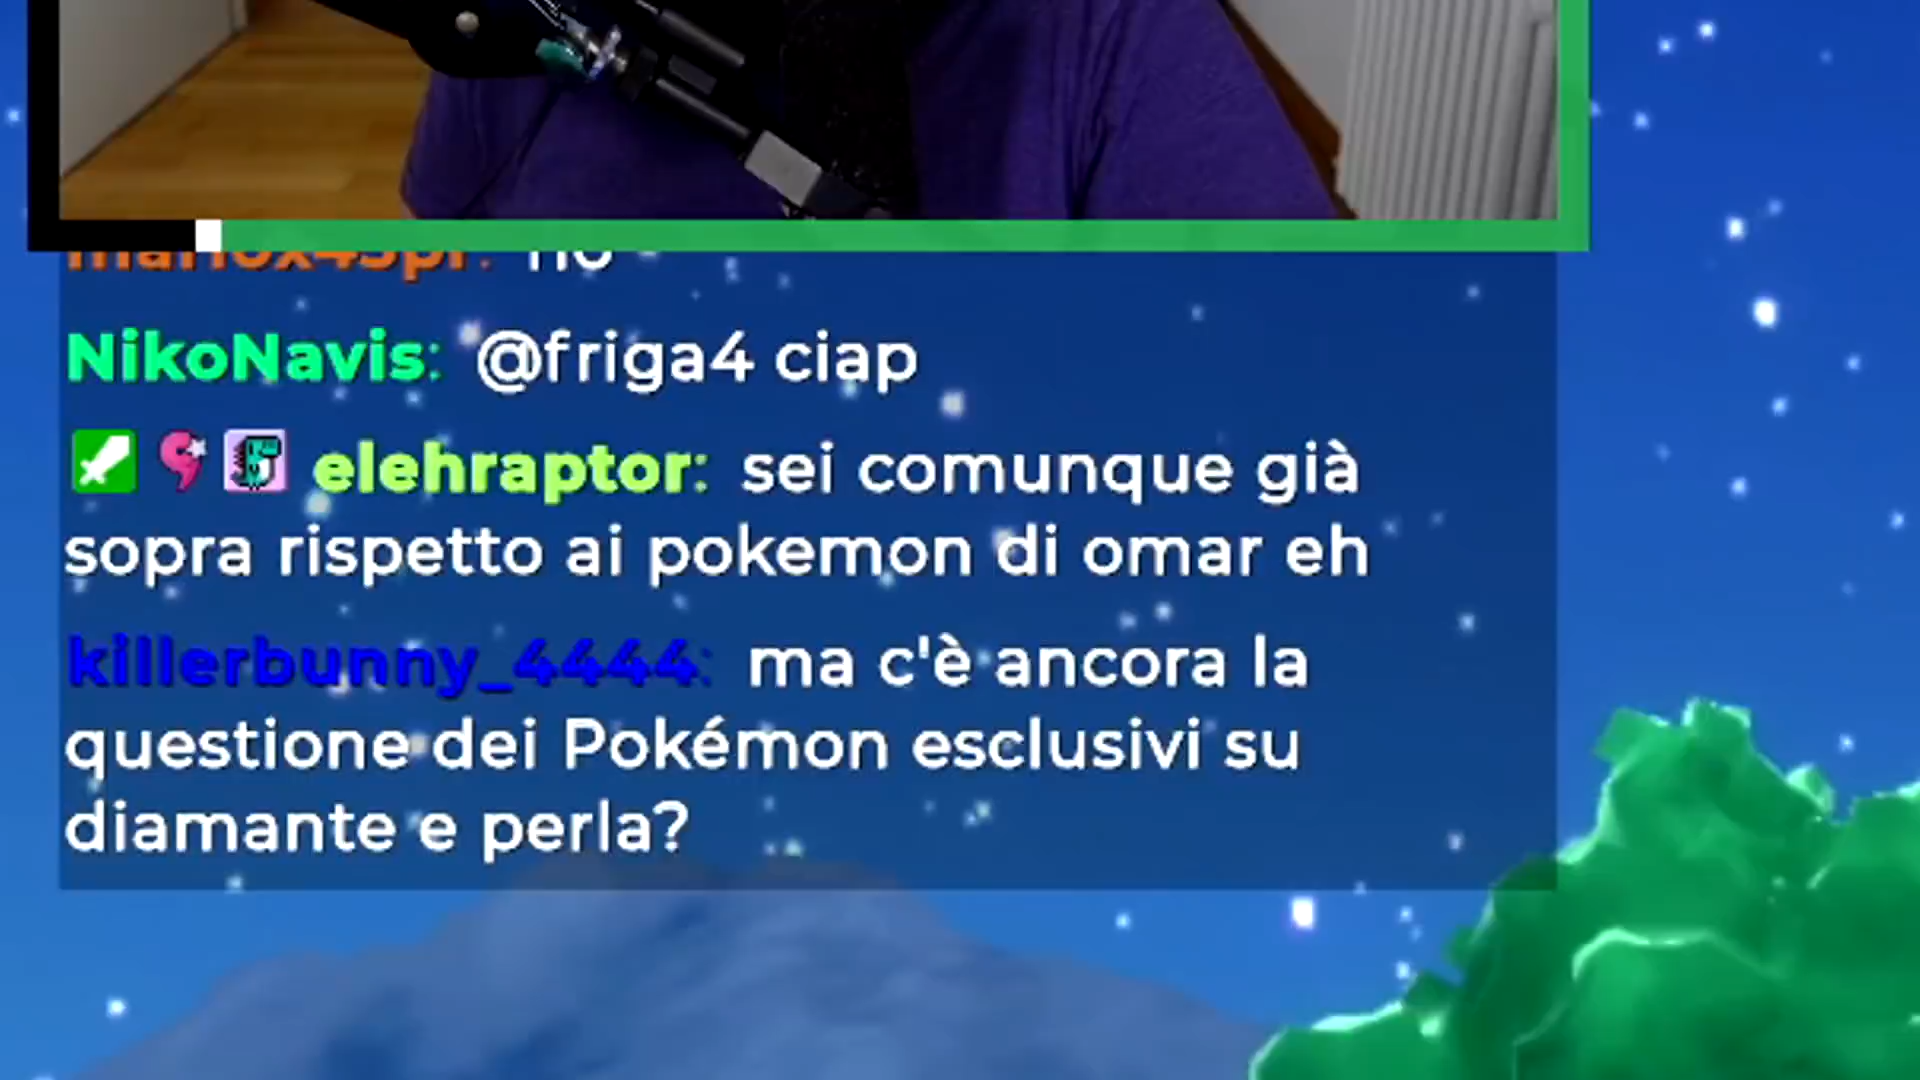 no
NikoNavis: @friga4 ciap
elehraptor: sei comunque già
sopra rispetto ai pokemon di omar eh
killerbunny_4444: ma c'è ancora la
questione dei Pokémon esclusivi su
diamante e perla?